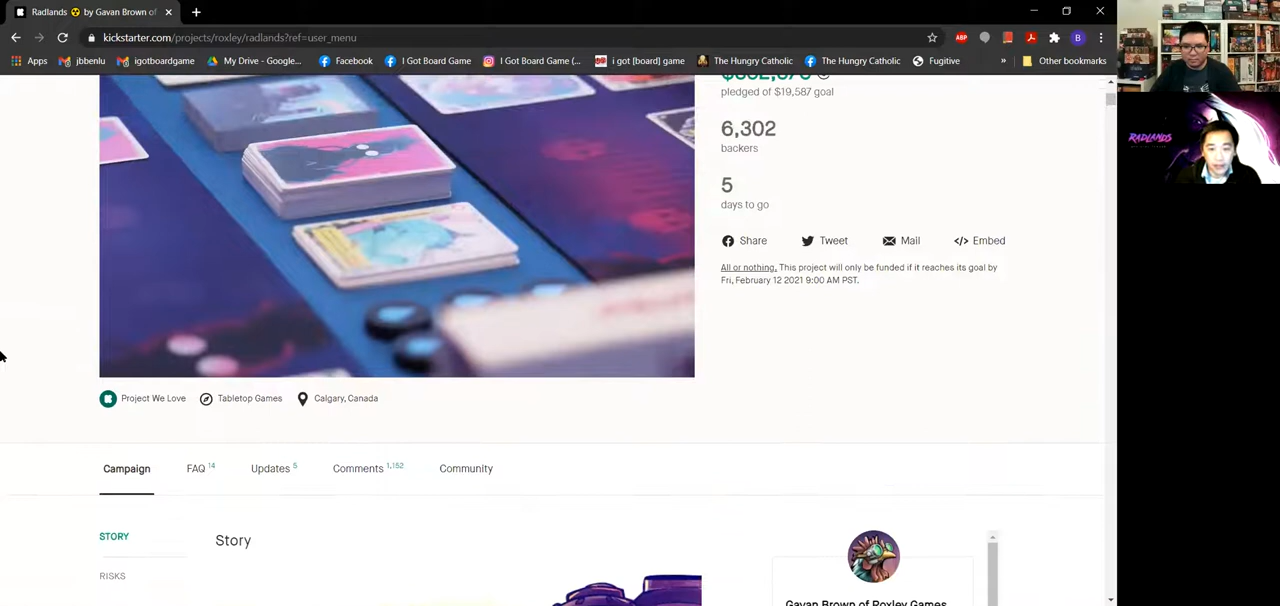 Radlands ☢ by Gavan Brown of
kickstarter.com/projects/roxley/radlands?ref=user_menu
ABP
B
Apps jbbenlu igotboardgame My Drive - Google... Facebook I Got Board Game I Got Board Game (... i got [board] game The Hungry Catholic The Hungry Catholic Fugitive » Other bookmarks
RADLANDS
pledged of $19,587 goal
6,302
backers
5
days to go
Share Tweet Mail Embed
All or nothing. This project will only be funded if it reaches its goal by
Fri, February 12 2021 9:00 AM PST.
Project We Love Tabletop Games Calgary, Canada
Campaign FAQ 14 Updates 5 Comments 1,152 Community
STORY
Story
RISKS
Gavan Brown of Roxley Games